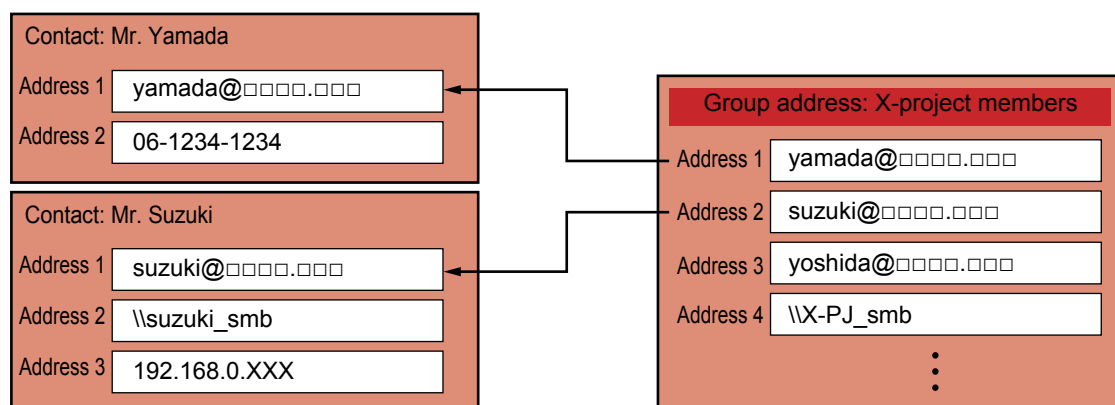 Contact: Mr. Yamada
Address 1 yamada@□□□□.□□□
Address 2 06-1234-1234
Contact: Mr. Suzuki
Address 1 suzuki@□□□□.□□□
Address 2 \\suzuki_smb
Address 3 192.168.0.XXX
Group address: X-project members
Address 1 yamada@□□□□.□□□
Address 2 suzuki@□□□□.□□□
Address 3 yoshida@□□□□.□□□
Address 4 \\X-PJ_smb